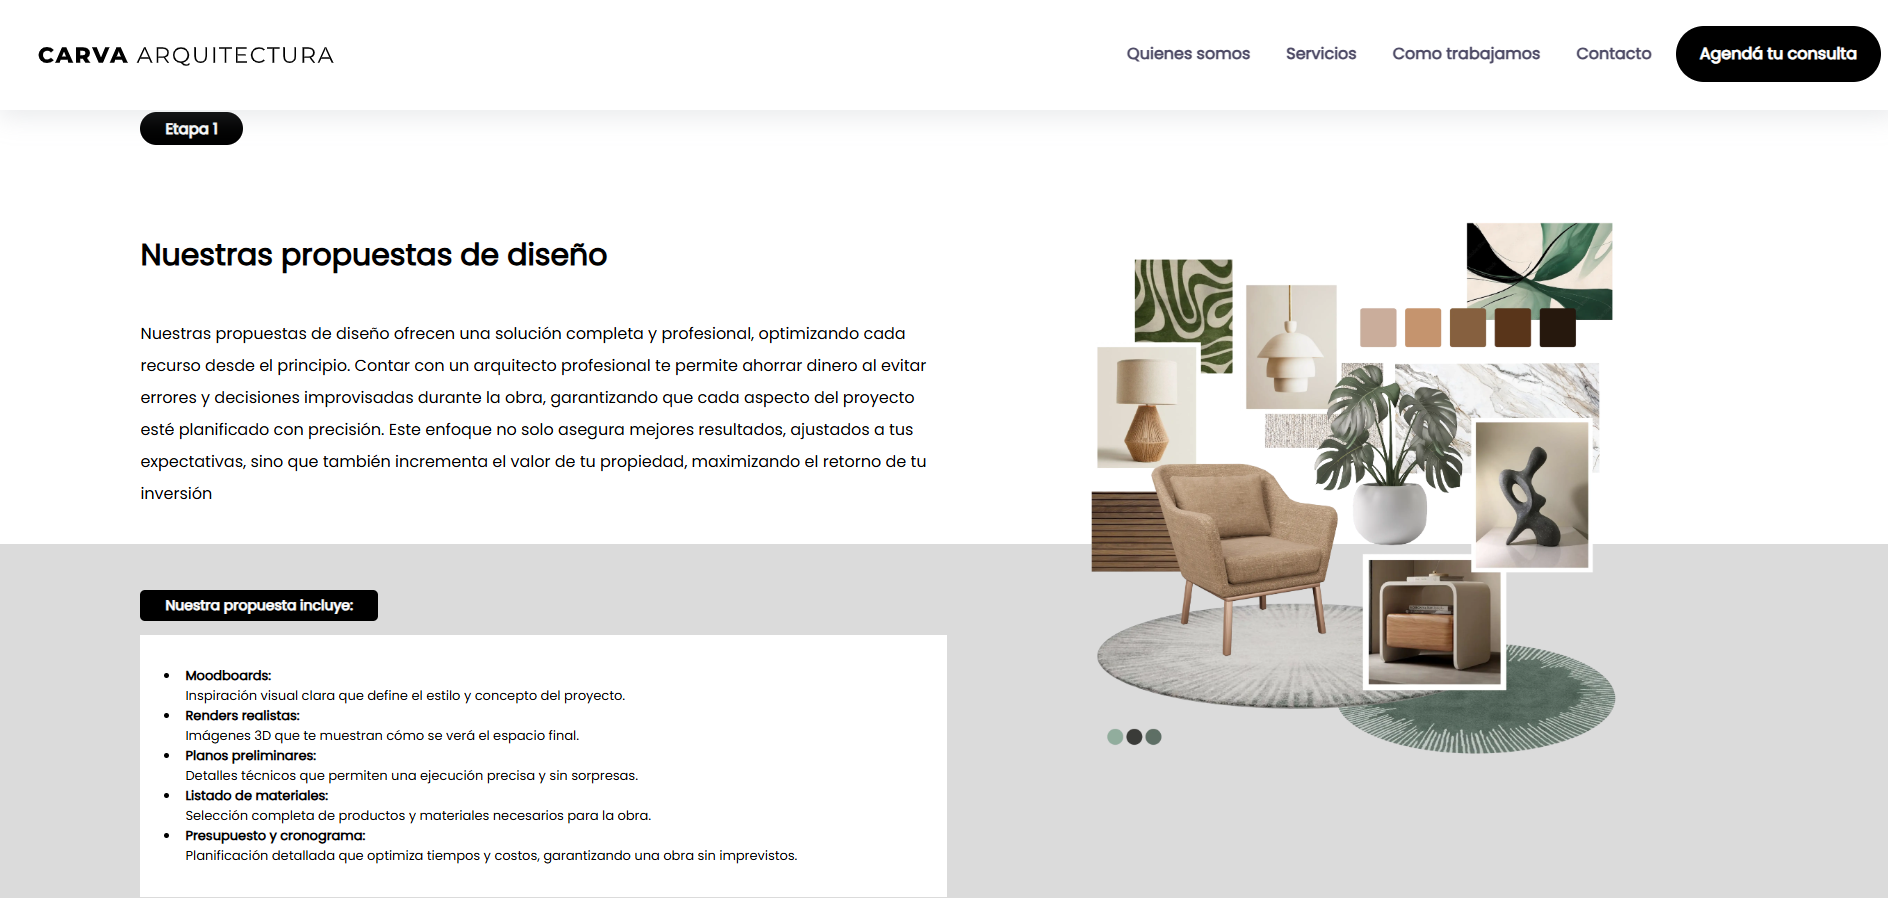 CARVA ARQUITECTURA
Quienes somos
Servicios
Como trabajamos
Contacto
Agendá tu consulta
Etapa 1
Nuestras propuestas de diseño
Nuestras propuestas de diseño ofrecen una solución completa y profesional, optimizando cada
recurso desde el principio. Contar con un arquitecto profesional te permite ahorrar dinero al evitar
errores y decisiones improvisadas durante la obra, garantizando que cada aspecto del proyecto
esté planificado con precisión. Este enfoque no solo asegura mejores resultados, ajustados a tus
expectativas, sino que también incrementa el valor de tu propiedad, maximizando el retorno de tu
inversión
Nuestra propuesta incluye:
Moodboards:
Inspiración visual clara que define el estilo y concepto del proyecto.
Renders realistas:
Imágenes 3D que te muestran cómo se verá el espacio final.
Planos preliminares:
Detalles técnicos que permiten una ejecución precisa y sin sorpresas.
Listado de materiales:
Selección completa de productos y materiales necesarios para la obra.
Presupuesto y cronograma:
Planificación detallada que optimiza tiempos y costos, garantizando una obra sin imprevistos.